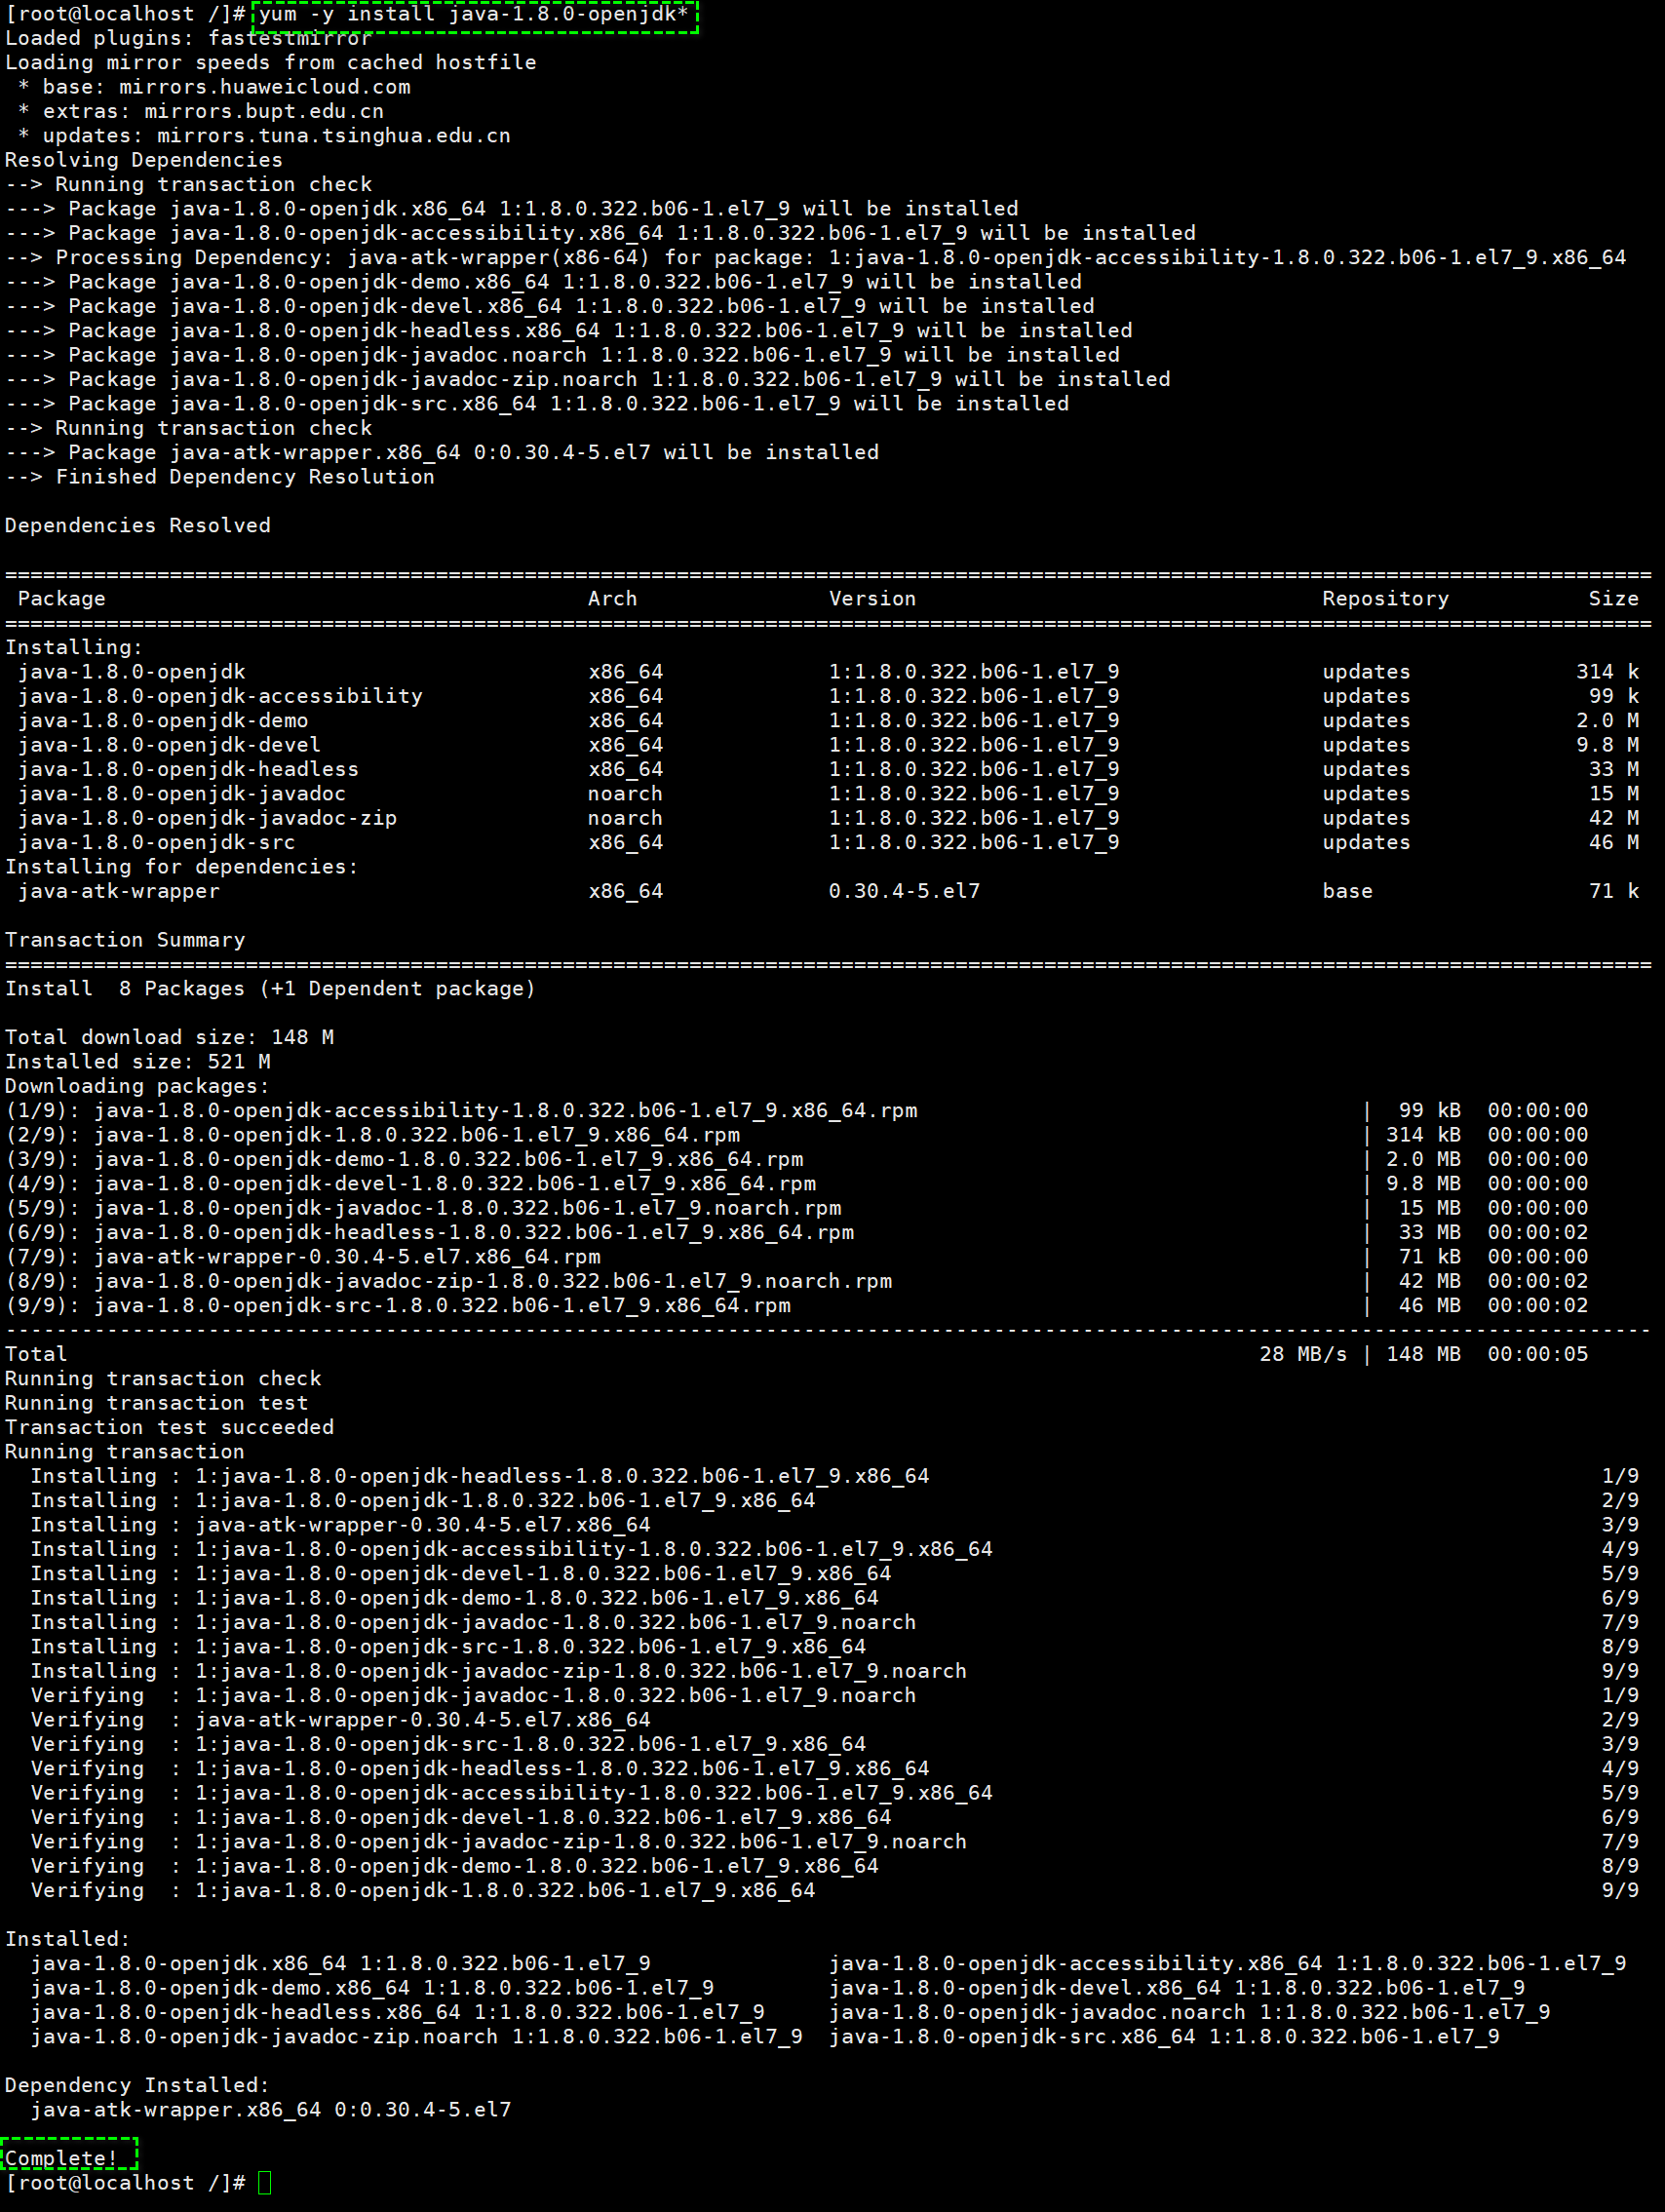 [root@localhost /]# yum -y install java-1.8.0-openjdk*
Loaded plugins: fastestmirror
Loading mirror speeds from cached hostfile
 * base: mirrors.huaweicloud.com
 * extras: mirrors.bupt.edu.cn
 * updates: mirrors.tuna.tsinghua.edu.cn
Resolving Dependencies
--> Running transaction check
---> Package java-1.8.0-openjdk.x86_64 1:1.8.0.322.b06-1.el7_9 will be installed
---> Package java-1.8.0-openjdk-accessibility.x86_64 1:1.8.0.322.b06-1.el7_9 will be installed
--> Processing Dependency: java-atk-wrapper(x86-64) for package: 1:java-1.8.0-openjdk-accessibility-1.8.0.322.b06-1.el7_9.x86_64
---> Package java-1.8.0-openjdk-demo.x86_64 1:1.8.0.322.b06-1.el7_9 will be installed
---> Package java-1.8.0-openjdk-devel.x86_64 1:1.8.0.322.b06-1.el7_9 will be installed
---> Package java-1.8.0-openjdk-headless.x86_64 1:1.8.0.322.b06-1.el7_9 will be installed
---> Package java-1.8.0-openjdk-javadoc.noarch 1:1.8.0.322.b06-1.el7_9 will be installed
---> Package java-1.8.0-openjdk-javadoc-zip.noarch 1:1.8.0.322.b06-1.el7_9 will be installed
---> Package java-1.8.0-openjdk-src.x86_64 1:1.8.0.322.b06-1.el7_9 will be installed
--> Running transaction check
---> Package java-atk-wrapper.x86_64 0:0.30.4-5.el7 will be installed
--> Finished Dependency Resolution
Dependencies Resolved
================================================================================
 Package Arch Version Repository Size
================================================================================
Installing:
 java-1.8.0-openjdk x86_64 1:1.8.0.322.b06-1.el7_9 updates 314 k
 java-1.8.0-openjdk-accessibility x86_64 1:1.8.0.322.b06-1.el7_9 updates 99 k
 java-1.8.0-openjdk-demo x86_64 1:1.8.0.322.b06-1.el7_9 updates 2.0 M
 java-1.8.0-openjdk-devel x86_64 1:1.8.0.322.b06-1.el7_9 updates 9.8 M
 java-1.8.0-openjdk-headless x86_64 1:1.8.0.322.b06-1.el7_9 updates 33 M
 java-1.8.0-openjdk-javadoc noarch 1:1.8.0.322.b06-1.el7_9 updates 15 M
 java-1.8.0-openjdk-javadoc-zip noarch 1:1.8.0.322.b06-1.el7_9 updates 42 M
 java-1.8.0-openjdk-src x86_64 1:1.8.0.322.b06-1.el7_9 updates 46 M
Installing for dependencies:
 java-atk-wrapper x86_64 0.30.4-5.el7 base 71 k
Transaction Summary
================================================================================
Install  8 Packages (+1 Dependent package)
Total download size: 148 M
Installed size: 521 M
Downloading packages:
(1/9): java-1.8.0-openjdk-accessibility-1.8.0.322.b06-1.el7_9.x86_64.rpm | 99 kB 00:00:00
(2/9): java-1.8.0-openjdk-1.8.0.322.b06-1.el7_9.x86_64.rpm | 314 kB 00:00:00
(3/9): java-1.8.0-openjdk-demo-1.8.0.322.b06-1.el7_9.x86_64.rpm | 2.0 MB 00:00:00
(4/9): java-1.8.0-openjdk-devel-1.8.0.322.b06-1.el7_9.x86_64.rpm | 9.8 MB 00:00:00
(5/9): java-1.8.0-openjdk-javadoc-1.8.0.322.b06-1.el7_9.noarch.rpm | 15 MB 00:00:00
(6/9): java-1.8.0-openjdk-headless-1.8.0.322.b06-1.el7_9.x86_64.rpm | 33 MB 00:00:02
(7/9): java-atk-wrapper-0.30.4-5.el7.x86_64.rpm | 71 kB 00:00:00
(8/9): java-1.8.0-openjdk-javadoc-zip-1.8.0.322.b06-1.el7_9.noarch.rpm | 42 MB 00:00:02
(9/9): java-1.8.0-openjdk-src-1.8.0.322.b06-1.el7_9.x86_64.rpm | 46 MB 00:00:02
--------------------------------------------------------------------------------
Total 28 MB/s | 148 MB 00:00:05
Running transaction check
Running transaction test
Transaction test succeeded
Running transaction
  Installing : 1:java-1.8.0-openjdk-headless-1.8.0.322.b06-1.el7_9.x86_64 1/9
  Installing : 1:java-1.8.0-openjdk-1.8.0.322.b06-1.el7_9.x86_64 2/9
  Installing : java-atk-wrapper-0.30.4-5.el7.x86_64 3/9
  Installing : 1:java-1.8.0-openjdk-accessibility-1.8.0.322.b06-1.el7_9.x86_64 4/9
  Installing : 1:java-1.8.0-openjdk-devel-1.8.0.322.b06-1.el7_9.x86_64 5/9
  Installing : 1:java-1.8.0-openjdk-demo-1.8.0.322.b06-1.el7_9.x86_64 6/9
  Installing : 1:java-1.8.0-openjdk-javadoc-1.8.0.322.b06-1.el7_9.noarch 7/9
  Installing : 1:java-1.8.0-openjdk-src-1.8.0.322.b06-1.el7_9.x86_64 8/9
  Installing : 1:java-1.8.0-openjdk-javadoc-zip-1.8.0.322.b06-1.el7_9.noarch 9/9
  Verifying  : 1:java-1.8.0-openjdk-javadoc-1.8.0.322.b06-1.el7_9.noarch 1/9
  Verifying  : java-atk-wrapper-0.30.4-5.el7.x86_64 2/9
  Verifying  : 1:java-1.8.0-openjdk-src-1.8.0.322.b06-1.el7_9.x86_64 3/9
  Verifying  : 1:java-1.8.0-openjdk-headless-1.8.0.322.b06-1.el7_9.x86_64 4/9
  Verifying  : 1:java-1.8.0-openjdk-accessibility-1.8.0.322.b06-1.el7_9.x86_64 5/9
  Verifying  : 1:java-1.8.0-openjdk-devel-1.8.0.322.b06-1.el7_9.x86_64 6/9
  Verifying  : 1:java-1.8.0-openjdk-javadoc-zip-1.8.0.322.b06-1.el7_9.noarch 7/9
  Verifying  : 1:java-1.8.0-openjdk-demo-1.8.0.322.b06-1.el7_9.x86_64 8/9
  Verifying  : 1:java-1.8.0-openjdk-1.8.0.322.b06-1.el7_9.x86_64 9/9
Installed:
  java-1.8.0-openjdk.x86_64 1:1.8.0.322.b06-1.el7_9 java-1.8.0-openjdk-accessibility.x86_64 1:1.8.0.322.b06-1.el7_9
  java-1.8.0-openjdk-demo.x86_64 1:1.8.0.322.b06-1.el7_9 java-1.8.0-openjdk-devel.x86_64 1:1.8.0.322.b06-1.el7_9
  java-1.8.0-openjdk-headless.x86_64 1:1.8.0.322.b06-1.el7_9 java-1.8.0-openjdk-javadoc.noarch 1:1.8.0.322.b06-1.el7_9
  java-1.8.0-openjdk-javadoc-zip.noarch 1:1.8.0.322.b06-1.el7_9 java-1.8.0-openjdk-src.x86_64 1:1.8.0.322.b06-1.el7_9
Dependency Installed:
  java-atk-wrapper.x86_64 0:0.30.4-5.el7
Complete!
[root@localhost /]#